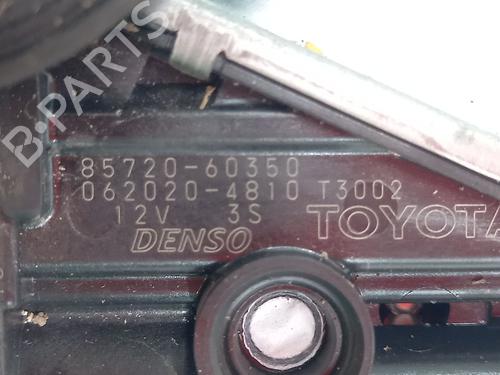 B-PARTS
85720-60350
062020-4810 T3002
12V 3S TOYOTA
DENSO